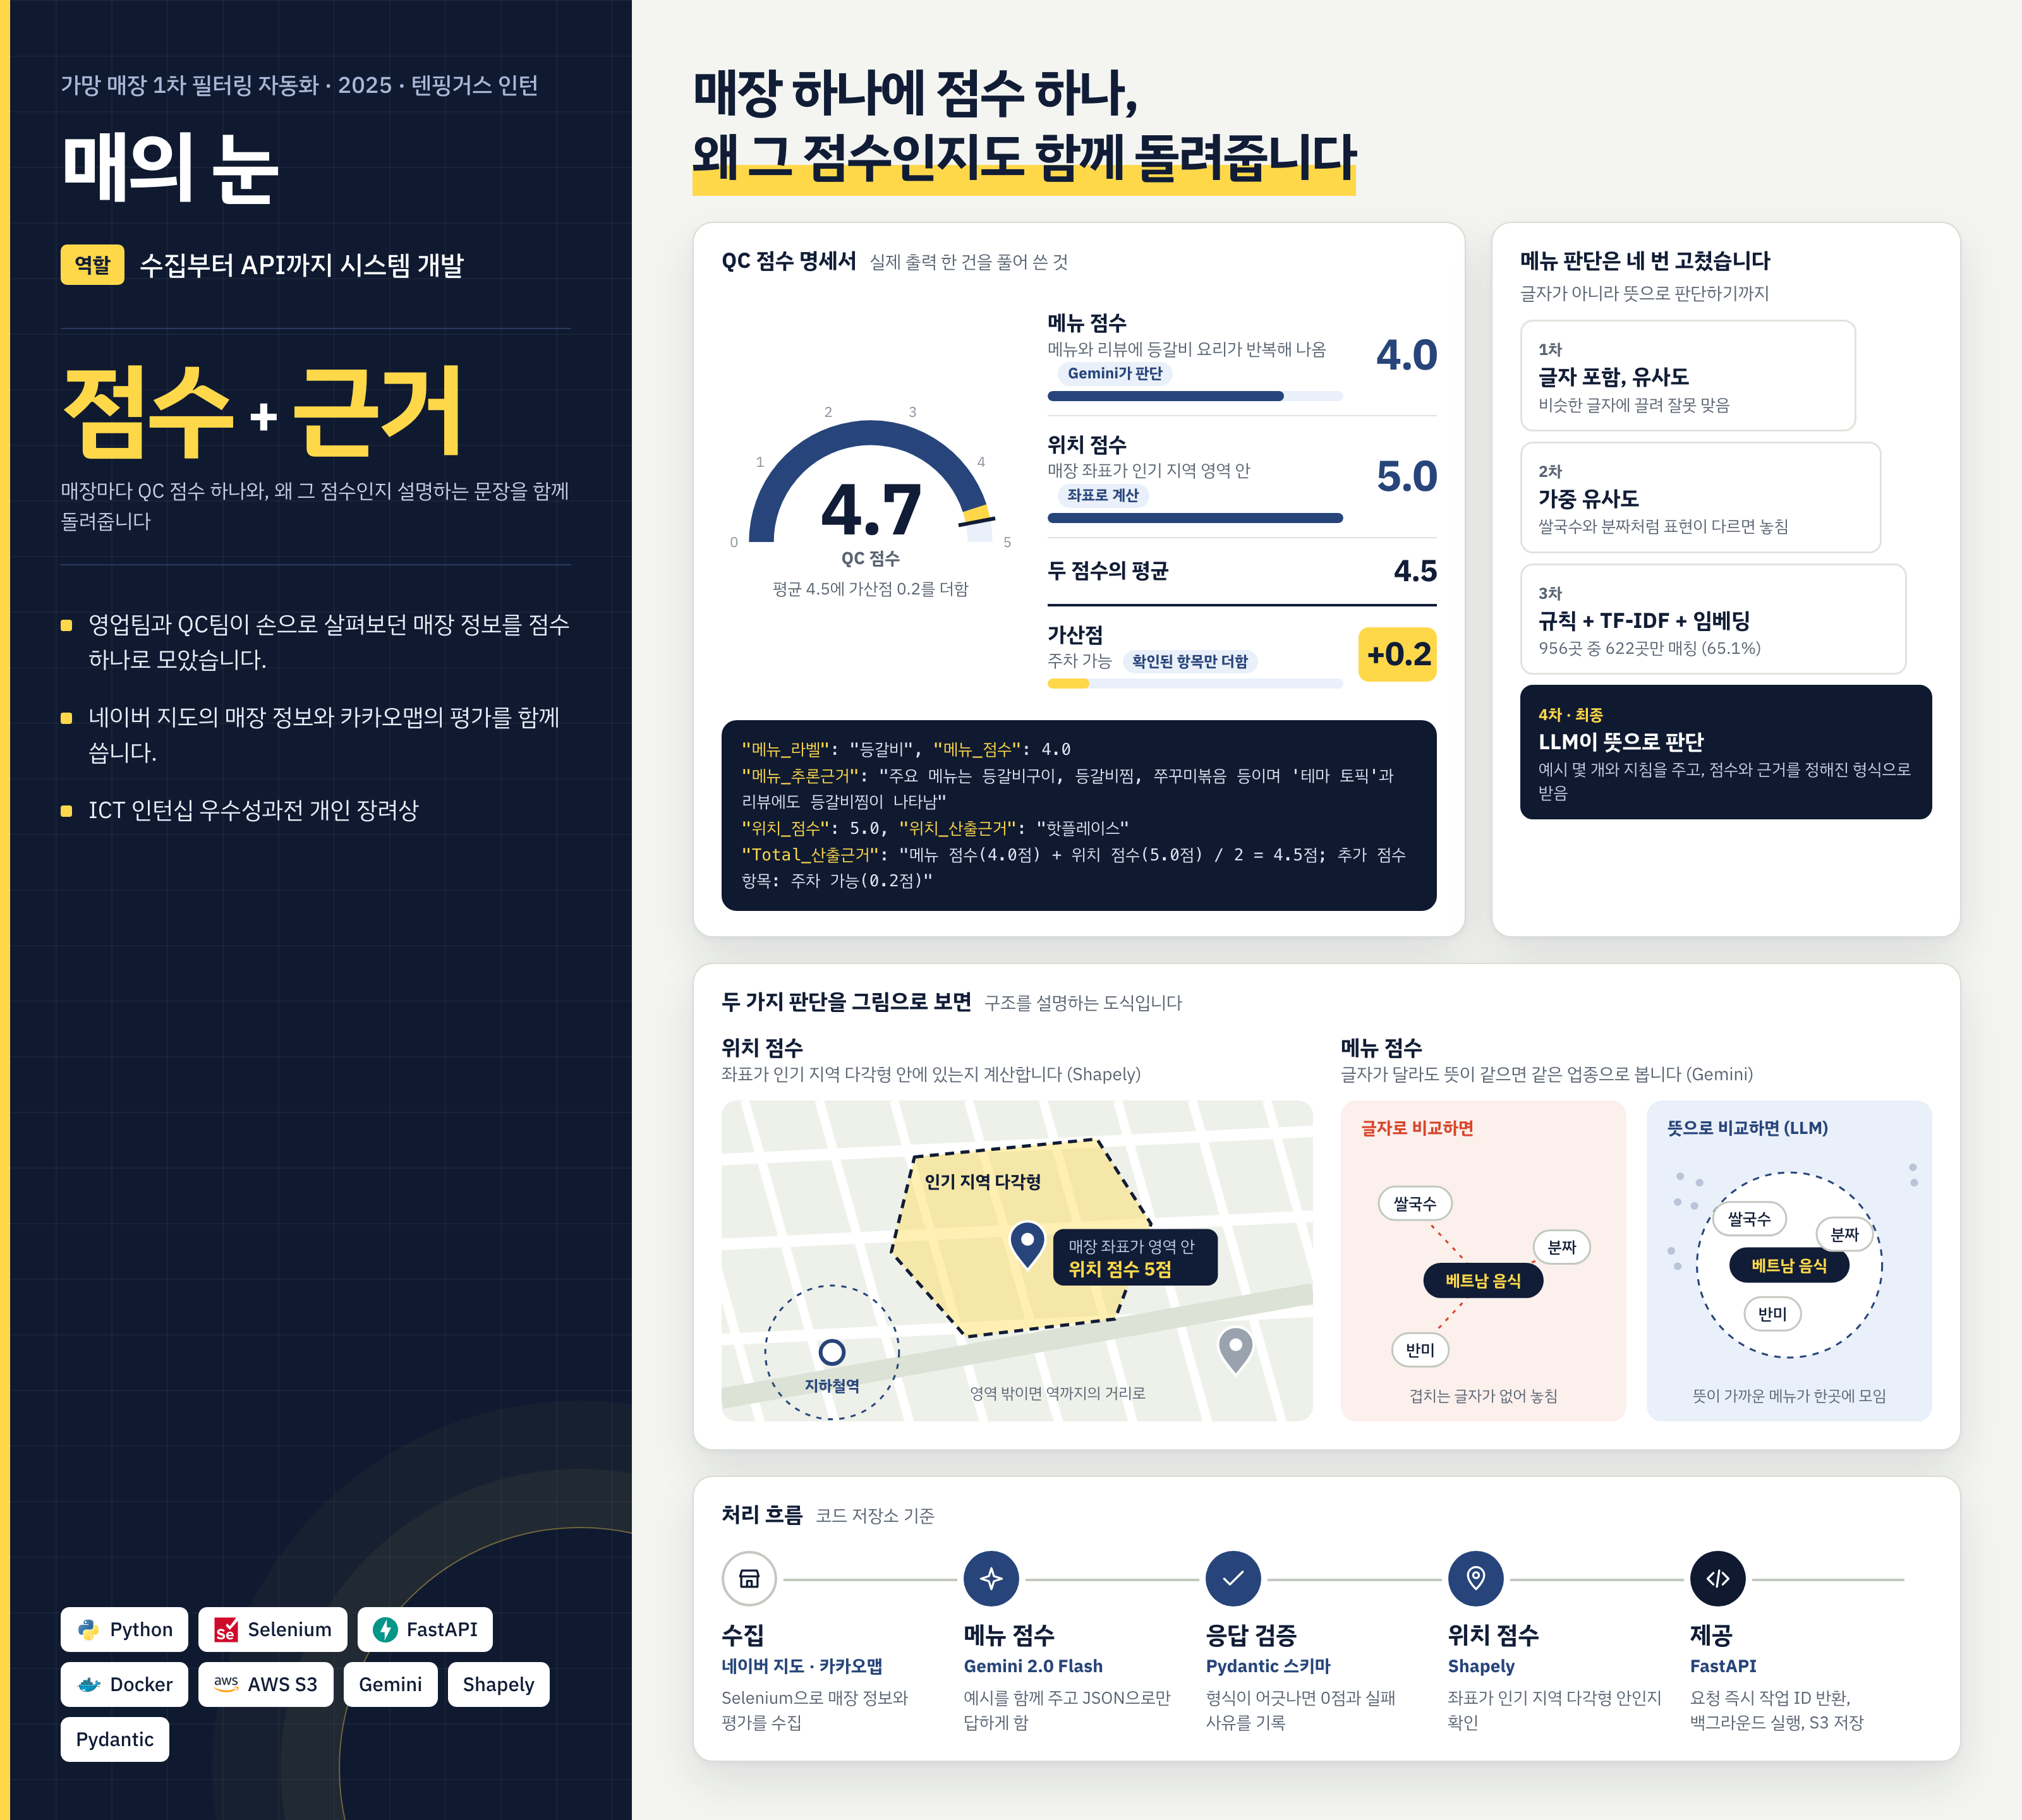 가망 매장 1차 필터링 자동화 · 2025 · 텐핑거스 인턴
매의 눈
역할 수집부터 API까지 시스템 개발
점수 + 근거
매장마다 QC 점수 하나와, 왜 그 점수인지 설명하는 문장을 함께
돌려줍니다
영업팀과 QC팀이 손으로 살펴보던 매장 정보를 점수
하나로 모았습니다.
네이버 지도의 매장 정보와 카카오맵의 평가를 함께
씁니다.
ICT 인턴십 우수성과전 개인 장려상
Python Selenium FastAPI
Docker aws AWS S3 Gemini Shapely
Pydantic
매장 하나에 점수 하나,
왜 그 점수인지도 함께 돌려줍니다
QC 점수 명세서 실제 출력 한 건을 풀어 쓴 것
0
1
2
3
4
5
4.7
QC 점수
평균 4.5에 가산점 0.2를 더함
메뉴 점수
메뉴와 리뷰에 등갈비 요리가 반복해 나옴
Gemini가 판단
4.0
위치 점수
매장 좌표가 인기 지역 영역 안
좌표로 계산
5.0
두 점수의 평균 4.5
가산점
주차 가능 확인된 항목만 더함
+0.2
"메뉴_라벨": "등갈비", "메뉴_점수": 4.0
"메뉴_추론근거": "주요 메뉴는 등갈비구이, 등갈비찜, 쭈꾸미볶음 등이며 '테마 토픽'과
리뷰에도 등갈비찜이 나타남"
"위치_점수": 5.0, "위치_산출근거": "핫플레이스"
"Total_산출근거": "메뉴 점수(4.0점) + 위치 점수(5.0점) / 2 = 4.5점; 추가 점수
항목: 주차 가능(0.2점)"
메뉴 판단은 네 번 고쳤습니다
글자가 아니라 뜻으로 판단하기까지
1차
글자 포함, 유사도
비슷한 글자에 끌려 잘못 맞음
2차
가중 유사도
쌀국수와 분짜처럼 표현이 다르면 놓침
3차
규칙 + TF-IDF + 임베딩
956곳 중 622곳만 매칭 (65.1%)
4차 · 최종
LLM이 뜻으로 판단
예시 몇 개와 지침을 주고, 점수와 근거를 정해진 형식으로
받음
두 가지 판단을 그림으로 보면 구조를 설명하는 도식입니다
위치 점수
좌표가 인기 지역 다각형 안에 있는지 계산합니다 (Shapely)
인기 지역 다각형
매장 좌표가 영역 안
위치 점수 5점
지하철역
영역 밖이면 역까지의 거리로
메뉴 점수
글자가 달라도 뜻이 같으면 같은 업종으로 봅니다 (Gemini)
글자로 비교하면
쌀국수
분짜
베트남 음식
반미
겹치는 글자가 없어 놓침
뜻으로 비교하면 (LLM)
쌀국수
분짜
베트남 음식
반미
뜻이 가까운 메뉴가 한곳에 모임
처리 흐름 코드 저장소 기준
수집
네이버 지도 · 카카오맵
Selenium으로 매장 정보와
평가를 수집
메뉴 점수
Gemini 2.0 Flash
예시를 함께 주고 JSON으로만
답하게 함
응답 검증
Pydantic 스키마
형식이 어긋나면 0점과 실패
사유를 기록
위치 점수
Shapely
좌표가 인기 지역 다각형 안인지
확인
제공
FastAPI
요청 즉시 작업 ID 반환,
백그라운드 실행, S3 저장